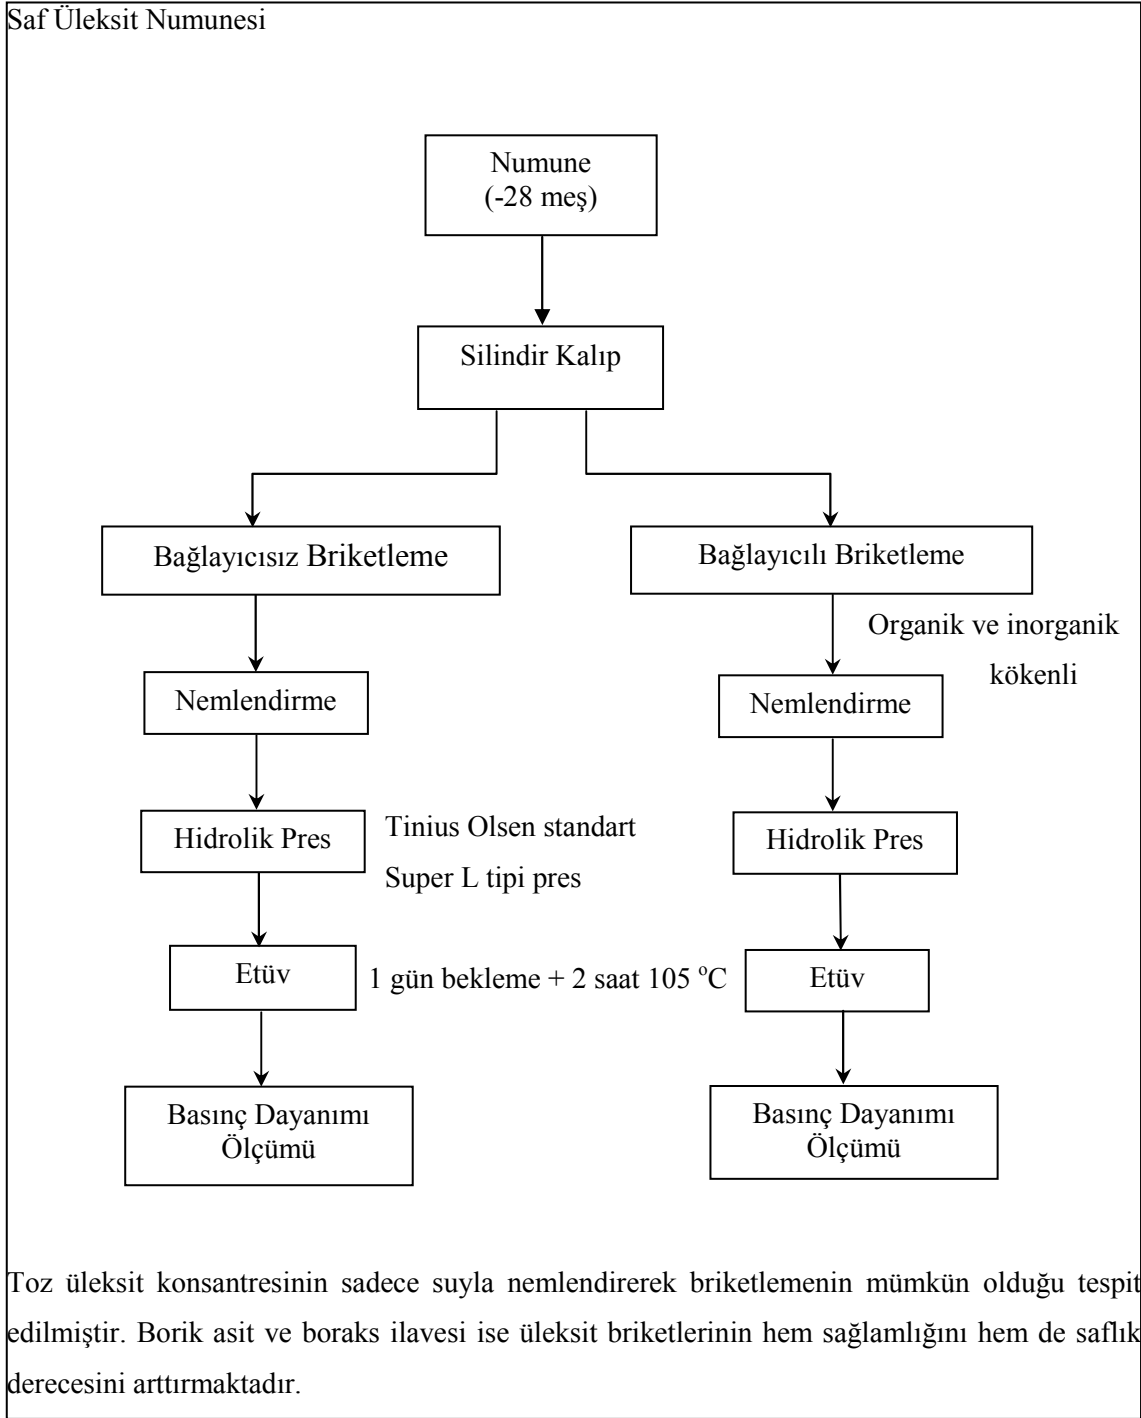 Saf Üleksit Numunesi
Numune
(-28 meş)
Silindir Kalıp
Bağlayıcısız Briketleme
Bağlayıcılı Briketleme
Organik ve inorganik
kökenli
Nemlendirme
Nemlendirme
Hidrolik Pres
Tinius Olsen standart
Super L tipi pres
Hidrolik Pres
Etüv
1 gün bekleme + 2 saat 105 °C
Etüv
Basınç Dayanımı
Ölçümü
Basınç Dayanımı
Ölçümü
Toz üleksit konsantresinin sadece suyla nemlendirerek briketlemenin mümkün olduğu tespit
edilmiştir. Borik asit ve boraks ilavesi ise üleksit briketlerinin hem sağlamlığını hem de saflık
derecesini arttırmaktadır.